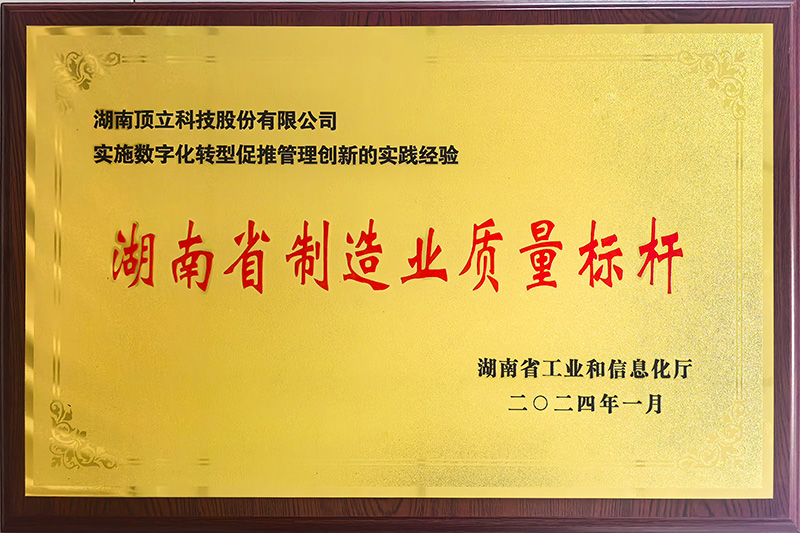 湖南顶立科技股份有限公司
实施数字化转型促推管理创新的实践经验
湖南省制造业质量标杆
湖南省工业和信息化厅
二〇二四年一月